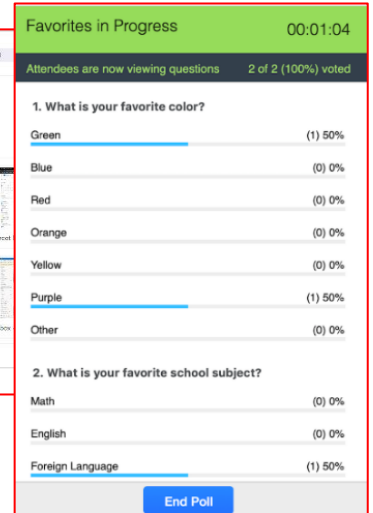 Favorites in Progress 00:01:04
Attendees are now viewing questions 2 of 2 (100%) voted
1. What is your favorite color?
Green (1) 50%
Blue (0) 0%
Red (0) 0%
Orange (0) 0%
Yellow (0) 0%
Purple (1) 50%
Other (0) 0%
2. What is your favorite school subject?
Math (0) 0%
English (0) 0%
Foreign Language (1) 50%
End Poll